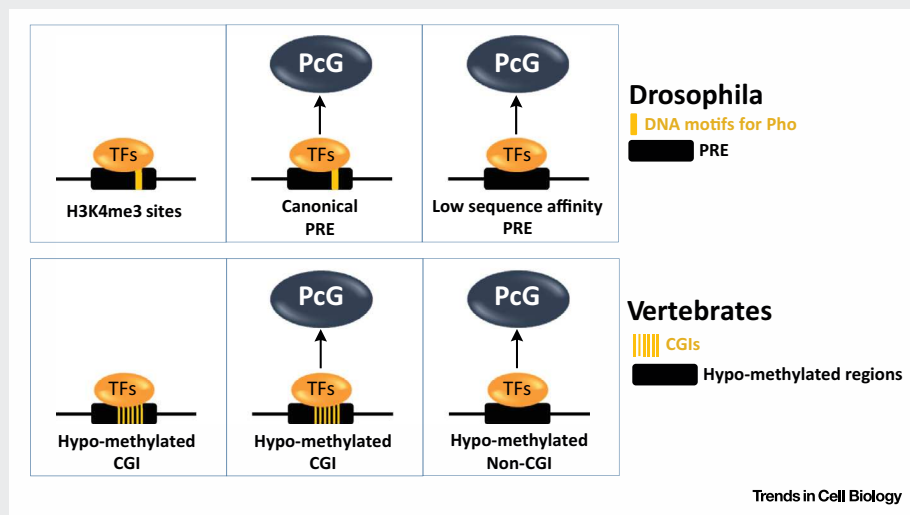 PcG
PcG
Drosophila
DNA motifs for Pho
PRE
TFs
TFs
TFs
H3K4me3 sites
Canonical
PRE
Low sequence affinity
PRE
PcG
PcG
Vertebrates
CGIs
Hypo-methylated regions
TFs
TFs
TFs
Hypo-methylated
CGI
Hypo-methylated
CGI
Hypo-methylated
Non-CGI
Trends in Cell Biology